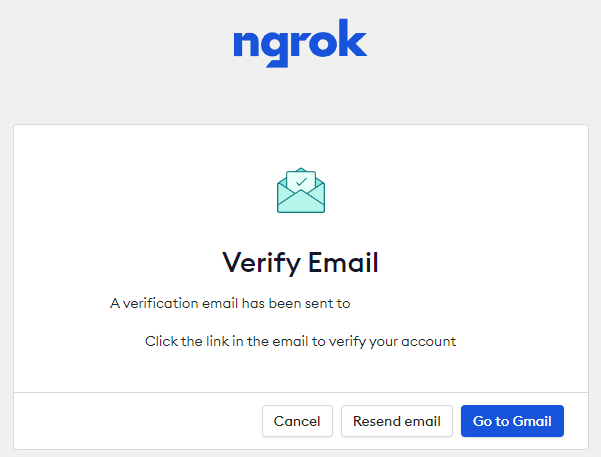 ngrok
Verify Email
A verification email has been sent to
Click the link in the email to verify your account
Cancel
Resend email
Go to Gmail